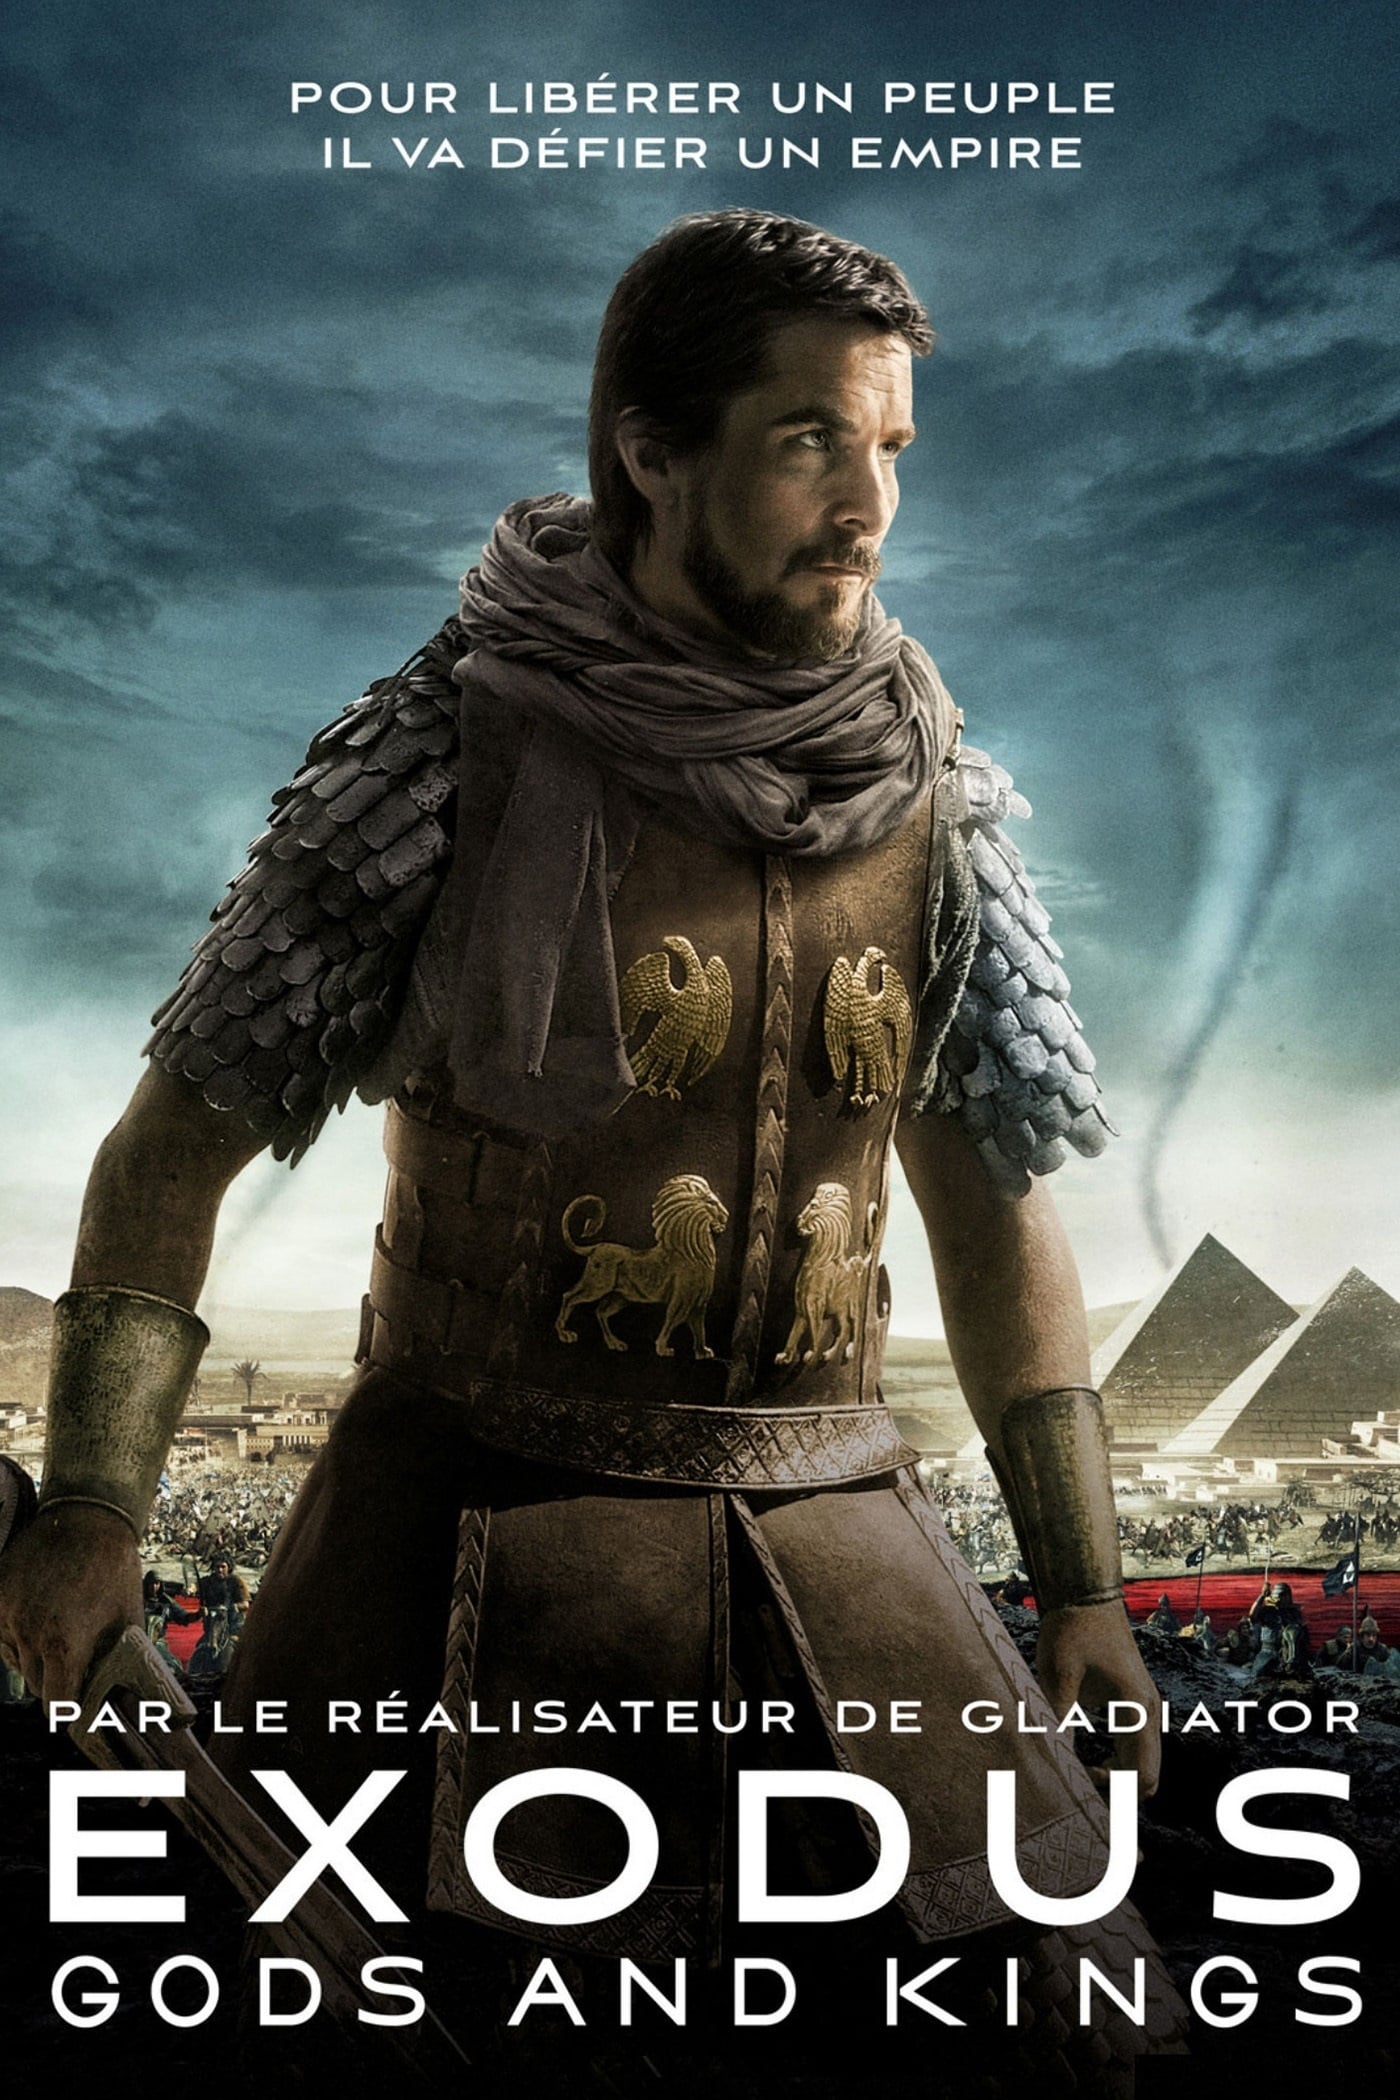 POUR LIBÉRER UN PEUPLE
IL VA DÉFIER UN EMPIRE
PAR LE RÉALISATEUR DE GLADIATOR
EXODUS
GODS AND KINGS